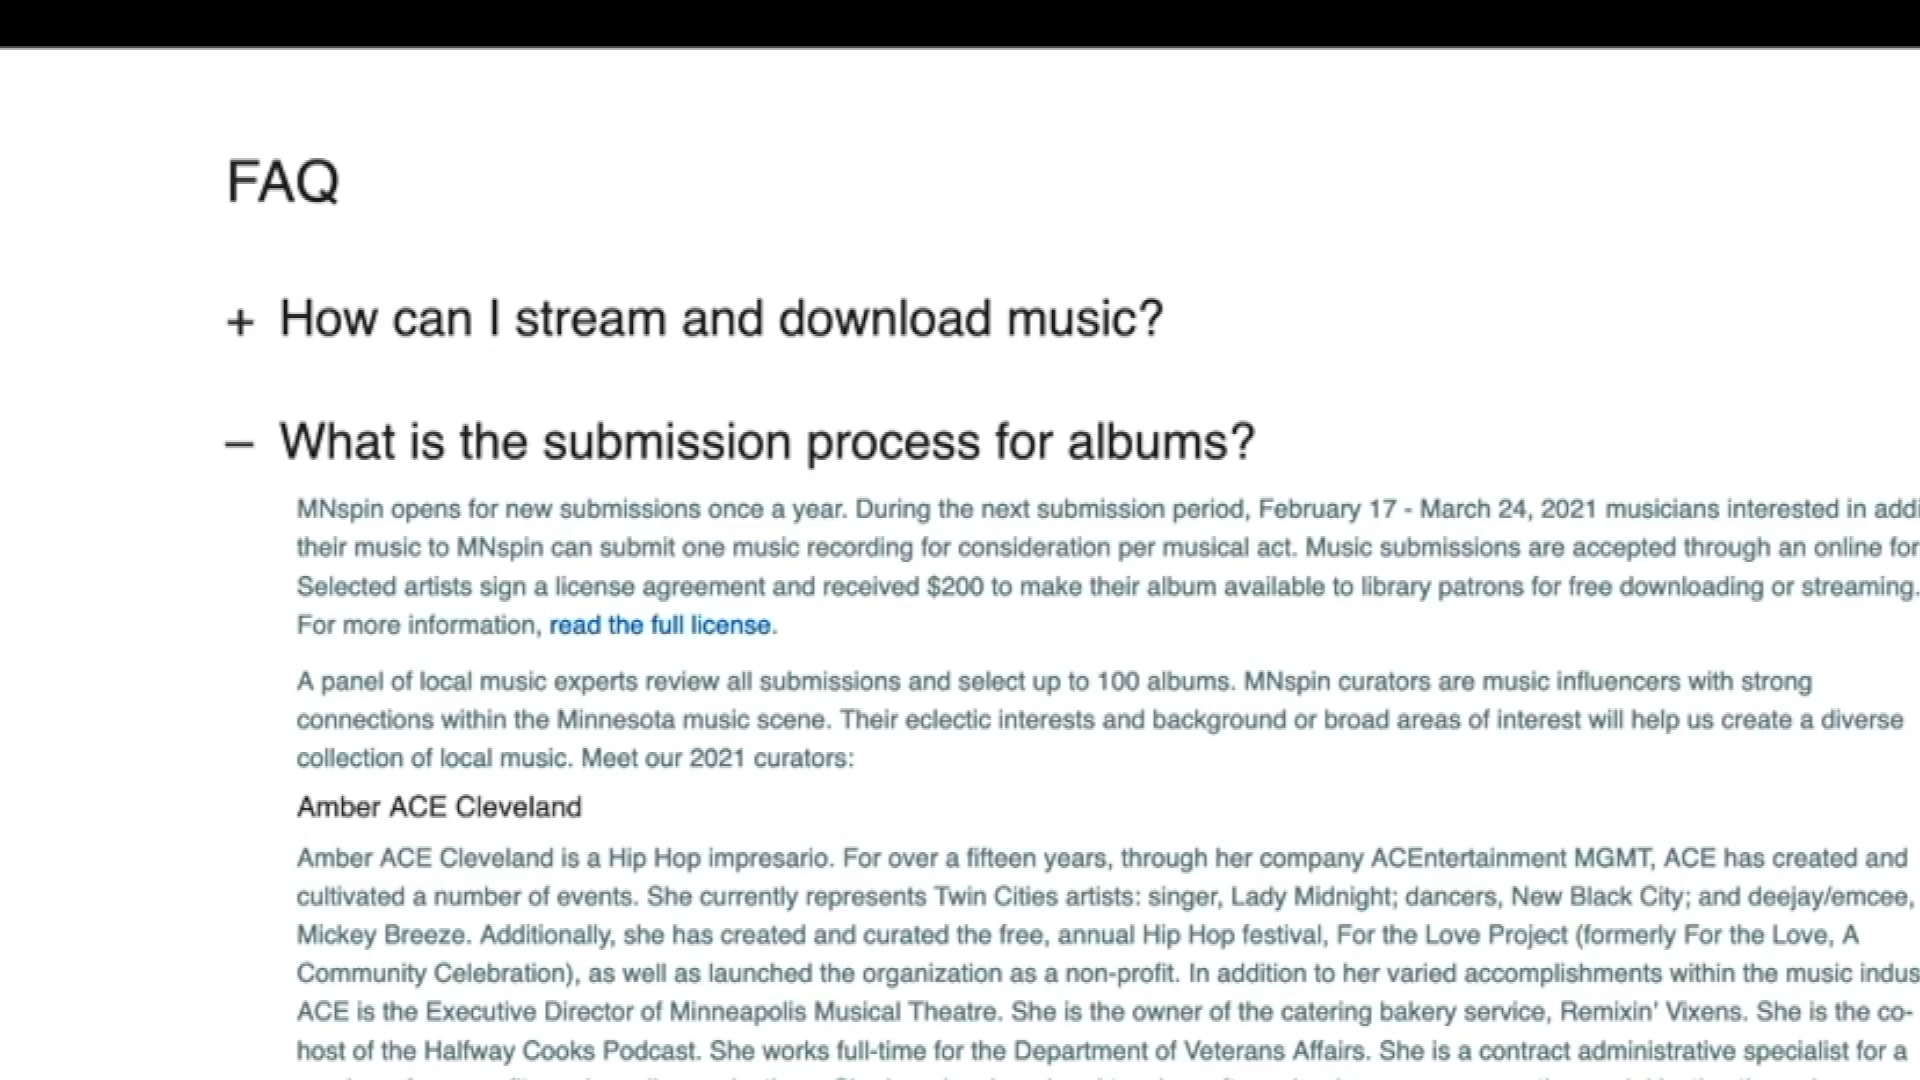 FAQ
+ How can I stream and download music?
– What is the submission process for albums?
MNspin opens for new submissions once a year. During the next submission period, February 17 - March 24, 2021 musicians interested in addi
their music to MNspin can submit one music recording for consideration per musical act. Music submissions are accepted through an online for
Selected artists sign a license agreement and received $200 to make their album available to library patrons for free downloading or streaming.
For more information, read the full license.
A panel of local music experts review all submissions and select up to 100 albums. MNspin curators are music influencers with strong
connections within the Minnesota music scene. Their eclectic interests and background or broad areas of interest will help us create a diverse
collection of local music. Meet our 2021 curators:
Amber ACE Cleveland
Amber ACE Cleveland is a Hip Hop impresario. For over a fifteen years, through her company ACEntertainment MGMT, ACE has created and
cultivated a number of events. She currently represents Twin Cities artists: singer, Lady Midnight; dancers, New Black City; and deejay/emcee,
Mickey Breeze. Additionally, she has created and curated the free, annual Hip Hop festival, For the Love Project (formerly For the Love, A
Community Celebration), as well as launched the organization as a non-profit. In addition to her varied accomplishments within the music indus
ACE is the Executive Director of Minneapolis Musical Theatre. She is the owner of the catering bakery service, Remixin' Vixens. She is the co-
host of the Halfway Cooks Podcast. She works full-time for the Department of Veterans Affairs. She is a contract administrative specialist for a